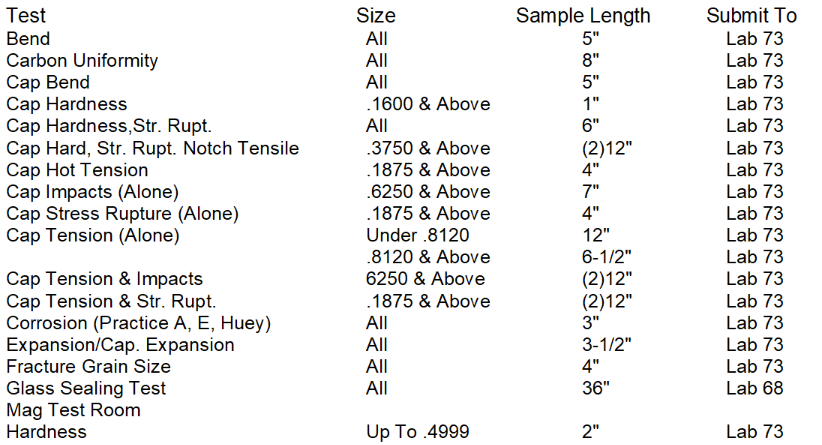 Test Size Sample Length Submit To
Bend All 5" Lab 73
Carbon Uniformity All 8" Lab 73
Cap Bend All 5" Lab 73
Cap Hardness .1600 & Above 1" Lab 73
Cap Hardness,Str. Rupt. All 6" Lab 73
Cap Hard, Str. Rupt. Notch Tensile .3750 & Above (2)12" Lab 73
Cap Hot Tension .1875 & Above 4" Lab 73
Cap Impacts (Alone) .6250 & Above 7" Lab 73
Cap Stress Rupture (Alone) .1875 & Above 4" Lab 73
Cap Tension (Alone) Under .8120 12" Lab 73
.8120 & Above 6-1/2" Lab 73
Cap Tension & Impacts 6250 & Above (2)12" Lab 73
Cap Tension & Str. Rupt. .1875 & Above (2)12" Lab 73
Corrosion (Practice A, E, Huey) All 3" Lab 73
Expansion/Cap. Expansion All 3-1/2" Lab 73
Fracture Grain Size All 4" Lab 73
Glass Sealing Test All 36" Lab 68
Mag Test Room
Hardness Up To .4999 2" Lab 73